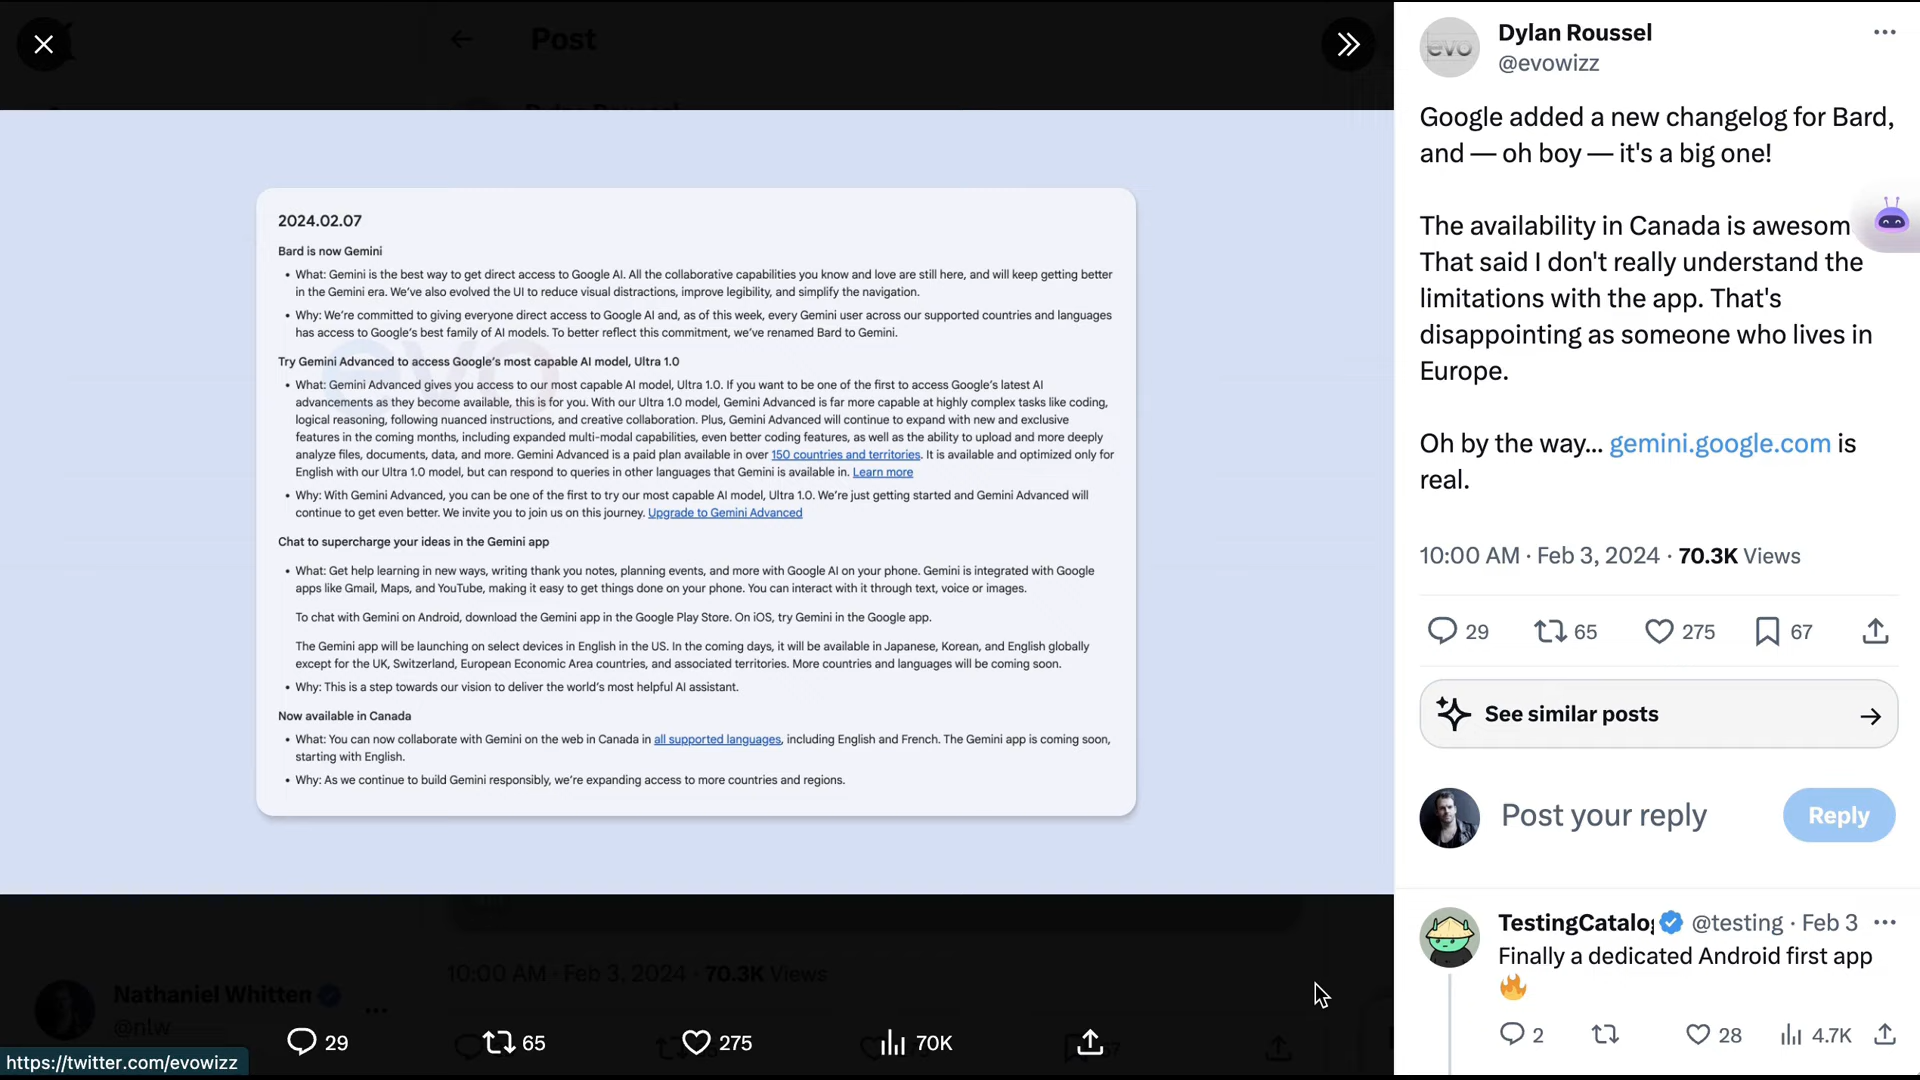 Post
2024.02.07
Bard is now Gemini
• What: Gemini is the best way to get direct access to Google AI. All the collaborative capabilities you know and love are still here, and will keep getting better
in the Gemini era. We've also evolved the UI to reduce visual distractions, improve legibility, and simplify the navigation.
• Why: We're committed to giving everyone direct access to Google AI and, as of this week, every Gemini user across our supported countries and languages
has access to Google's best family of AI models. To better reflect this commitment, we've renamed Bard to Gemini.
evo
Try Gemini Advanced to access Google's most capable AI model, Ultra 1.0
• What: Gemini Advanced gives you access to our most capable AI model, Ultra 1.0. If you want to be one of the first to access Google's latest AI
advancements as they become available, this is for you. With our Ultra 1.0 model, Gemini Advanced is far more capable at highly complex tasks like coding,
logical reasoning, following nuanced instructions, and creative collaboration. Plus, Gemini Advanced will continue to expand with new and exclusive
features in the coming months, including expanded multi-modal capabilities, even better coding features, as well as the ability to upload and more deeply
analyze files, documents, data, and more. Gemini Advanced is a paid plan available in over 150 countries and territories. It is available and optimized only for
English with our Ultra 1.0 model, but can respond to queries in other languages that Gemini is available in. Learn more
• Why: With Gemini Advanced, you can be one of the first to try our most capable AI model, Ultra 1.0. We're just getting started and Gemini Advanced will
continue to get even better. We invite you to join us on this journey. Upgrade to Gemini Advanced
Chat to supercharge your ideas in the Gemini app
• What: Get help learning in new ways, writing thank you notes, planning events, and more with Google AI on your phone. Gemini is integrated with Google
apps like Gmail, Maps, and YouTube, making it easy to get things done on your phone. You can interact with it through text, voice or images.
To chat with Gemini on Android, download the Gemini app in the Google Play Store. On iOS, try Gemini in the Google app.
The Gemini app will be launching on select devices in English in the US. In the coming days, it will be available in Japanese, Korean, and English globally
except for the UK, Switzerland, European Economic Area countries, and associated territories. More countries and languages will be coming soon.
• Why: This is a step towards our vision to deliver the world's most helpful AI assistant.
Now available in Canada
• What: You can now collaborate with Gemini on the web in Canada in all supported languages, including English and French. The Gemini app is coming soon,
starting with English.
• Why: As we continue to build Gemini responsibly, we're expanding access to more countries and regions.
10:00 AM · Feb 3, 2024 · 70.3K Views
Nathaniel Whitten
@nlw
29 65 275 70K
https://twitter.com/evowizz
evo
Dylan Roussel
@evowizz
Google added a new changelog for Bard,
and — oh boy — it's a big one!
The availability in Canada is awesom
That said I don't really understand the
limitations with the app. That's
disappointing as someone who lives in
Europe.
Oh by the way... gemini.google.com is
real.
10:00 AM · Feb 3, 2024 · 70.3K Views
29 65 275 67
See similar posts
Post your reply Reply
TestingCatalog @testing · Feb 3
Finally a dedicated Android first app
2 28 4.7K